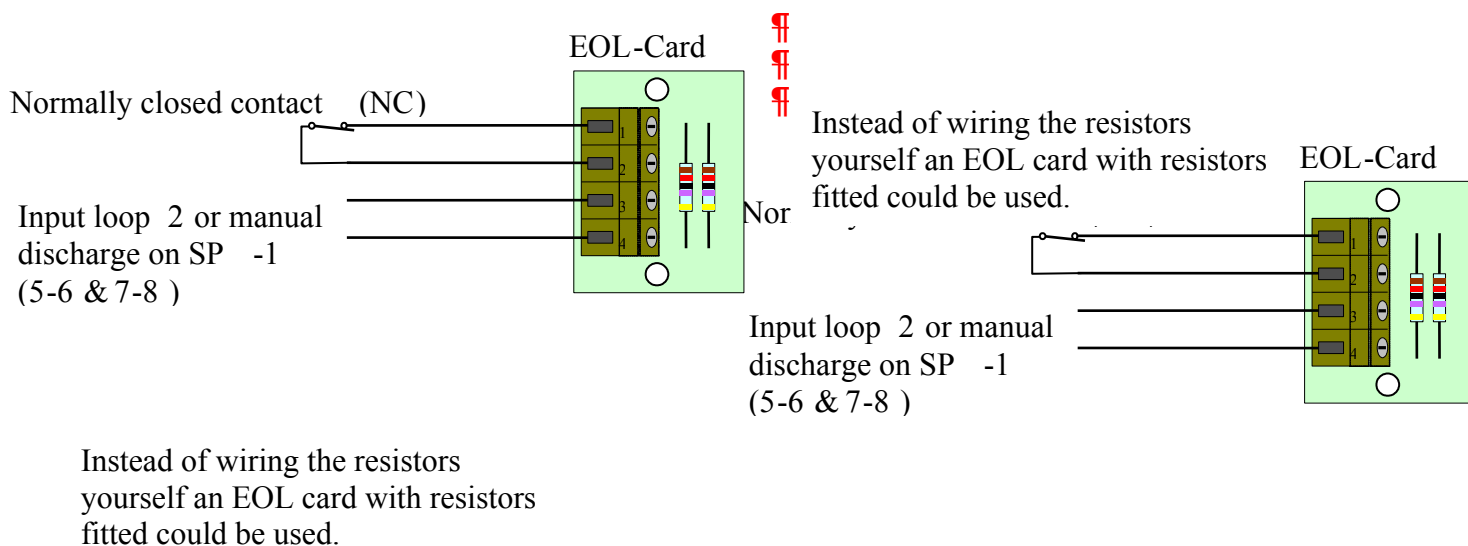 EOL-Card
Normally closed contact (NC)
1
2
3
4
Input loop 2 or manual
discharge on SP -1
(5-6 & 7-8 )
Instead of wiring the resistors
yourself an EOL card with resistors
fitted could be used.
¶
¶
¶
Instead of wiring the resistors
yourself an EOL card with resistors
fitted could be used.
EOL-Card
Nor
1
2
3
4
Input loop 2 or manual
discharge on SP -1
(5-6 & 7-8 )